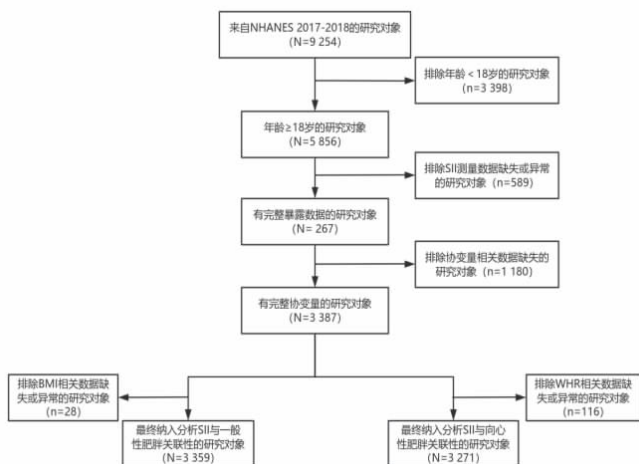 来自NHANES 2017-2018的研究对象
(N=9 254)
排除年龄＜18岁的研究对象
(n=3 398)
年龄≥18岁的研究对象
(N=5 856)
排除SII测量数据缺失或异常
的研究对象 (n=589)
有完整暴露数据的研究对象
(N= 267)
排除协变量相关数据缺失的
研究对象 (n=1 180)
有完整协变量的研究对象
(N=3 387)
排除BMI相关数据缺
失或异常的研究对象
(n=28)
排除WHR相关数据缺
失或异常的研究对象
(n=116)
最终纳入分析SII与一般
性肥胖关联性的研究对象
(N=3 359)
最终纳入分析SII与向心
性肥胖关联性的研究对象
(N=3 271)